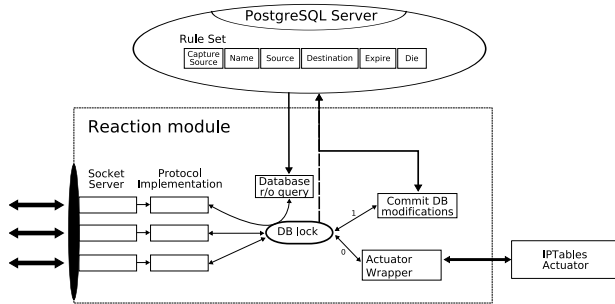 PostgreSQL Server
Rule Set
Capture
Source
Name
Source
Destination
Expire
Die
Reaction module
Socket
Server
Protocol
Implementation
Database
r/o query
DB lock
1
0
Commit DB
modifications
Actuator
Wrapper
IPTables
Actuator